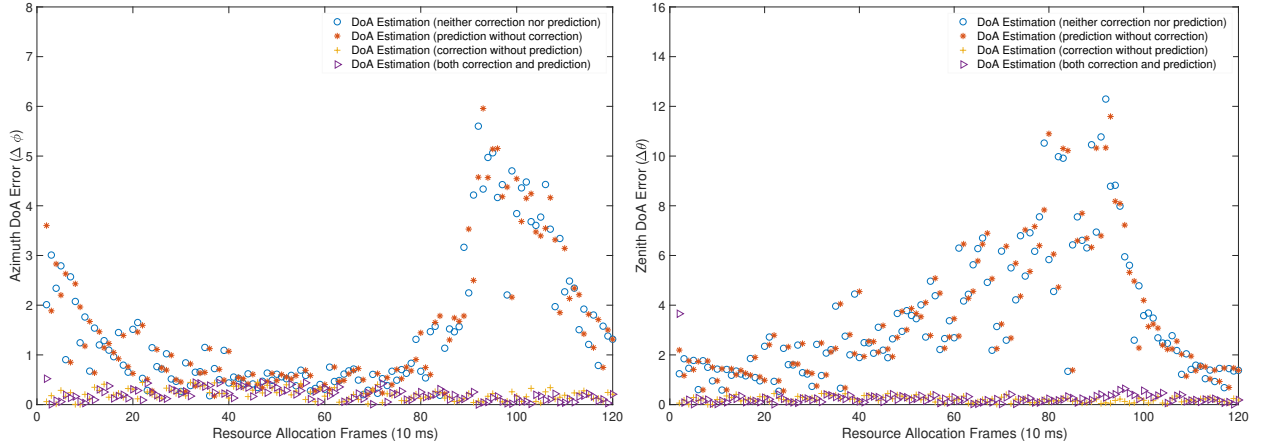 8
7
6
5
4
3
2
1
0
Azimuth DoA Error (Δ ϕ)
DoA Estimation (neither correction nor prediction)
DoA Estimation (prediction without correction)
DoA Estimation (correction without prediction)
DoA Estimation (both correction and prediction)
0 20 40 60 80 100 120
Resource Allocation Frames (10 ms)
16
14
12
10
8
6
4
2
0
Zenith DoA Error (Δθ)
DoA Estimation (neither correction nor prediction)
DoA Estimation (prediction without correction)
DoA Estimation (correction without prediction)
DoA Estimation (both correction and prediction)
0 20 40 60 80 100 120
Resource Allocation Frames (10 ms)